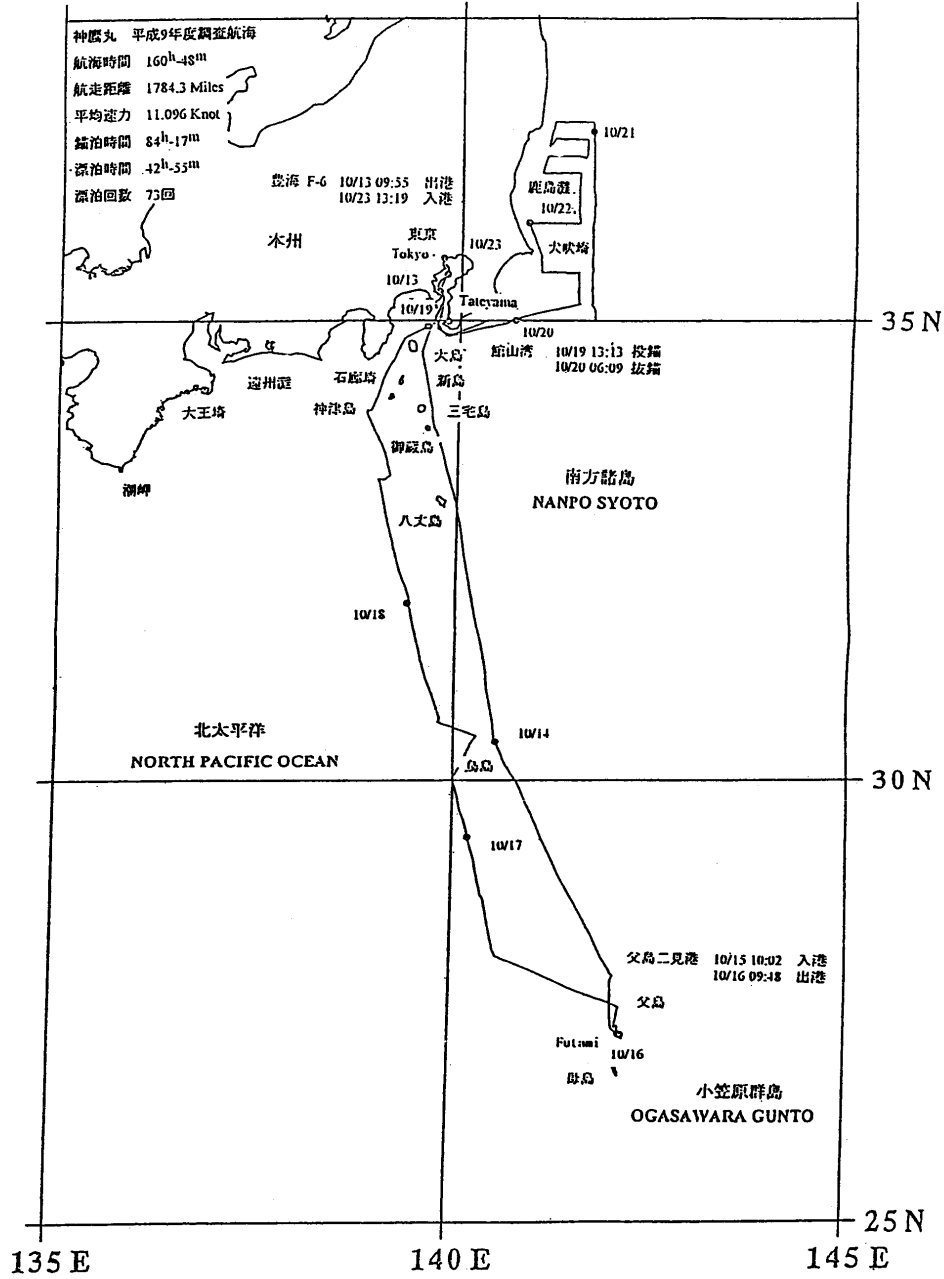 神鷹丸 平成9年度調査航海
航海時間 160h-48m
航走距離 1784.3 Miles
平均速力 11.096 Knot
錨泊時間 84h-17m
漂泊時間 42h-55m
漂泊回数 73回
豊海 F-6 10/13 09:55 出港
10/23 13:19 入港
10/21
鹿島灘
10/22
犬吠埼
本州
東京
Tokyo
10/23
10/13
10/19
Tateyama
35 N
10/20
館山湾 10/19 13:13 投錨
10/20 06:09 抜錨
大島
新島
石廊埼
遠州灘
神津島
三宅島
大王埼
御蔵島
潮岬
南方諸島
NANPO SYOTO
八丈島
10/18
北太平洋
NORTH PACIFIC OCEAN
10/14
鳥島
30 N
10/17
父島二見港 10/15 10:02 入港
10/16 09:48 出港
父島
Futami
10/16
母島
小笠原群島
OGASAWARA GUNTO
25 N
135 E
140 E
145 E